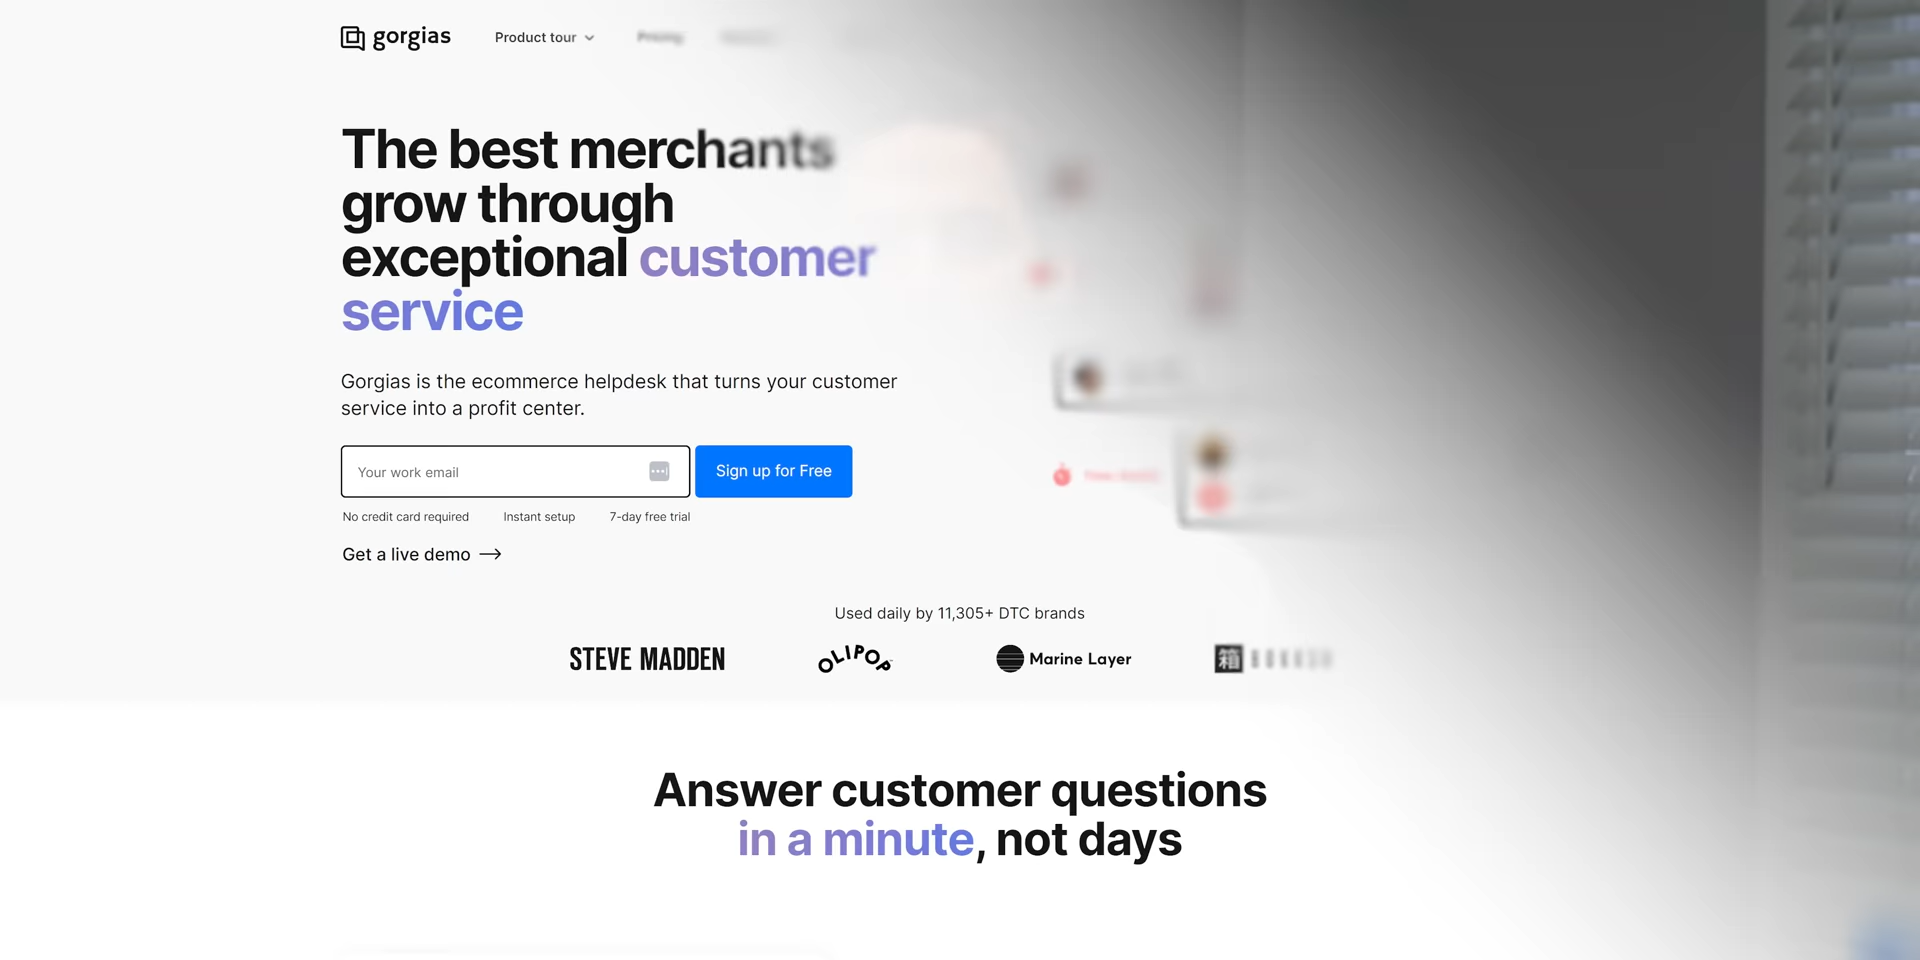 gorgias
Product tour
Pricing
The best merchants
grow through
exceptional customer
service
Gorgias is the ecommerce helpdesk that turns your customer
service into a profit center.
Your work email
Sign up for Free
No credit card required
Instant setup
7-day free trial
Get a live demo
Used daily by 11,305+ DTC brands
STEVE MADDEN
OLIPOP
Marine Layer
箱
Answer customer questions
in a minute, not days